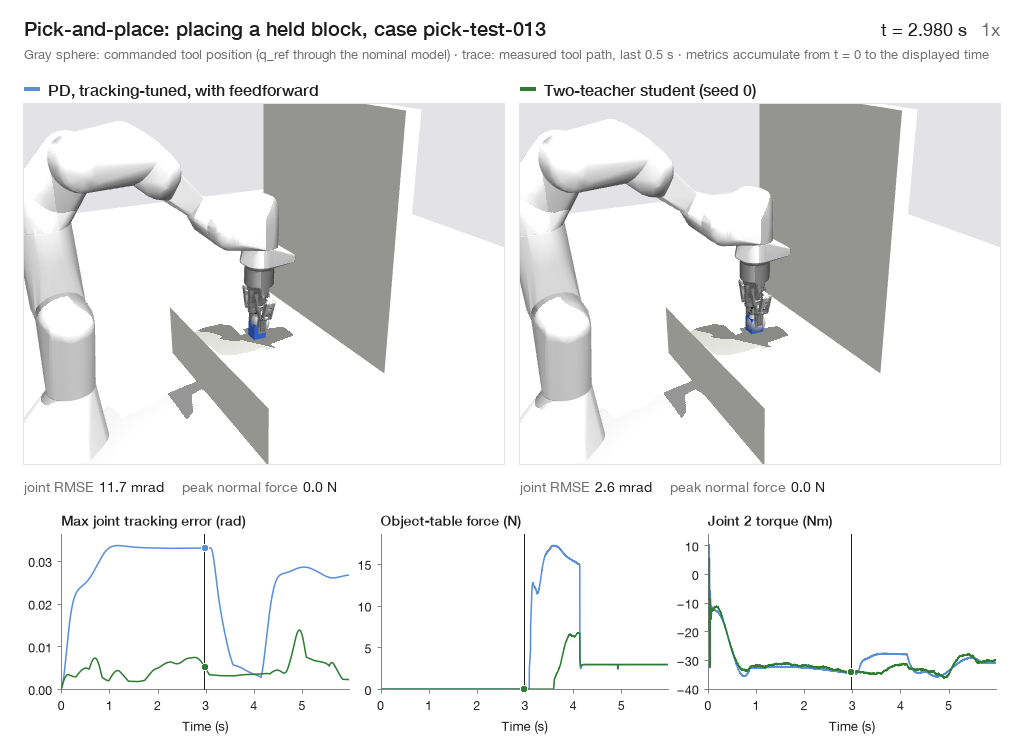 Pick-and-place: placing a held block, case pick-test-013
t = 2.980 s 1x
Gray sphere: commanded tool position (q_ref through the nominal model) · trace: measured tool path, last 0.5 s · metrics accumulate from t = 0 to the displayed time
PD, tracking-tuned, with feedforward
Two-teacher student (seed 0)
joint RMSE 11.7 mrad peak normal force 0.0 N
joint RMSE 2.6 mrad peak normal force 0.0 N
Max joint tracking error (rad)
0.03
0.02
0.01
0.00
0 1 2 3 4 5
Time (s)
Object-table force (N)
15
10
5
0
0 1 2 3 4 5
Time (s)
Joint 2 torque (Nm)
10
0
−10
−20
−30
−40
0 1 2 3 4 5
Time (s)